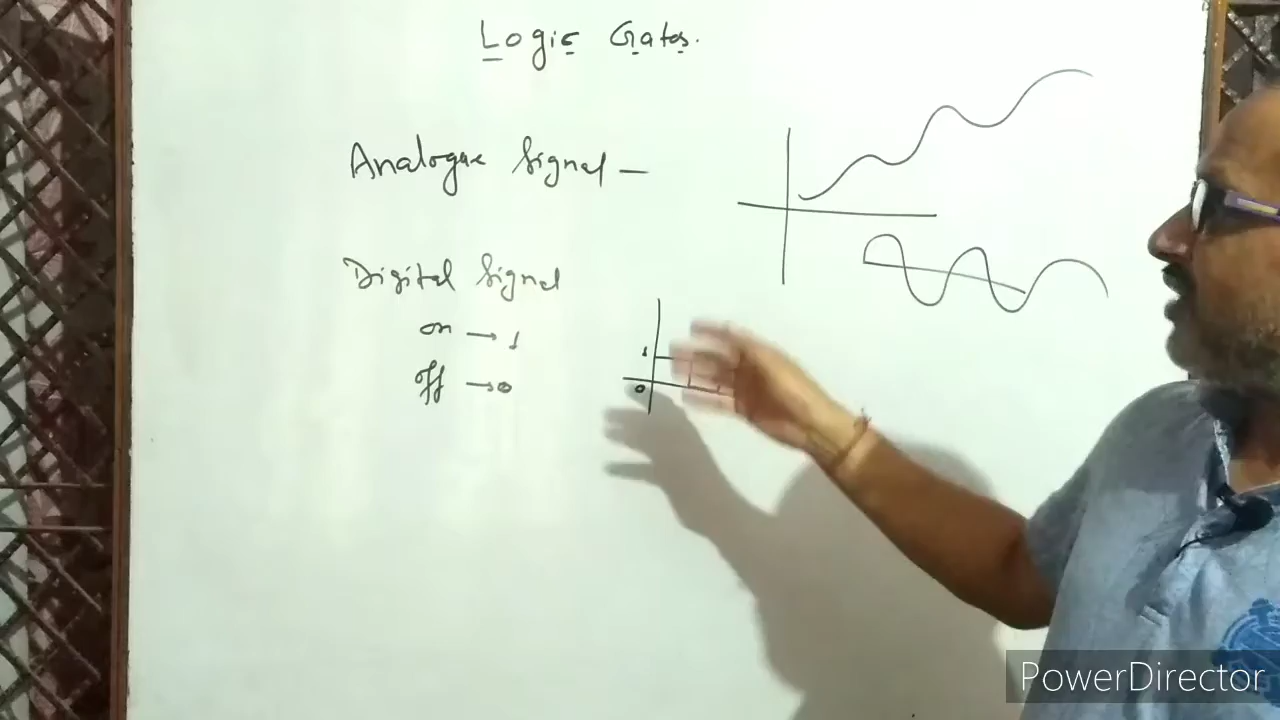 Logic Gates.
Analogue Signal —
Digital Signal
on → 1
off → 0
1
0
PowerDirector